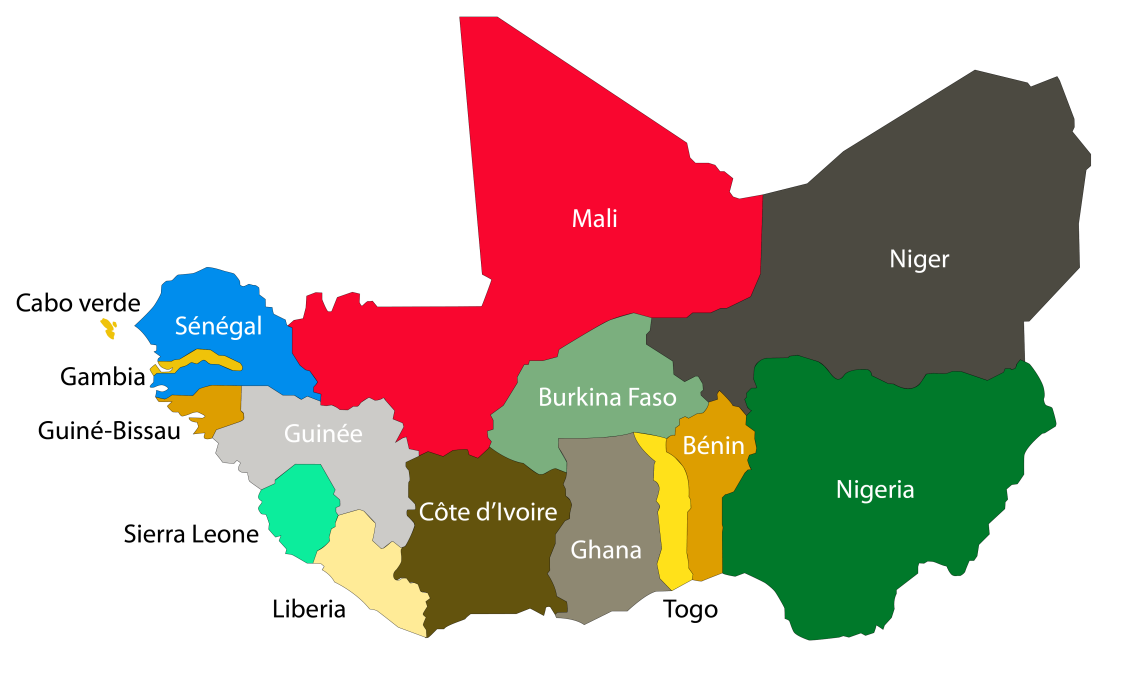 Mali
Niger
Cabo verde
Sénégal
Gambia
Burkina Faso
Guiné-Bissau
Guinée
Bénin
Nigeria
Côte d’Ivoire
Sierra Leone
Ghana
Liberia
Togo